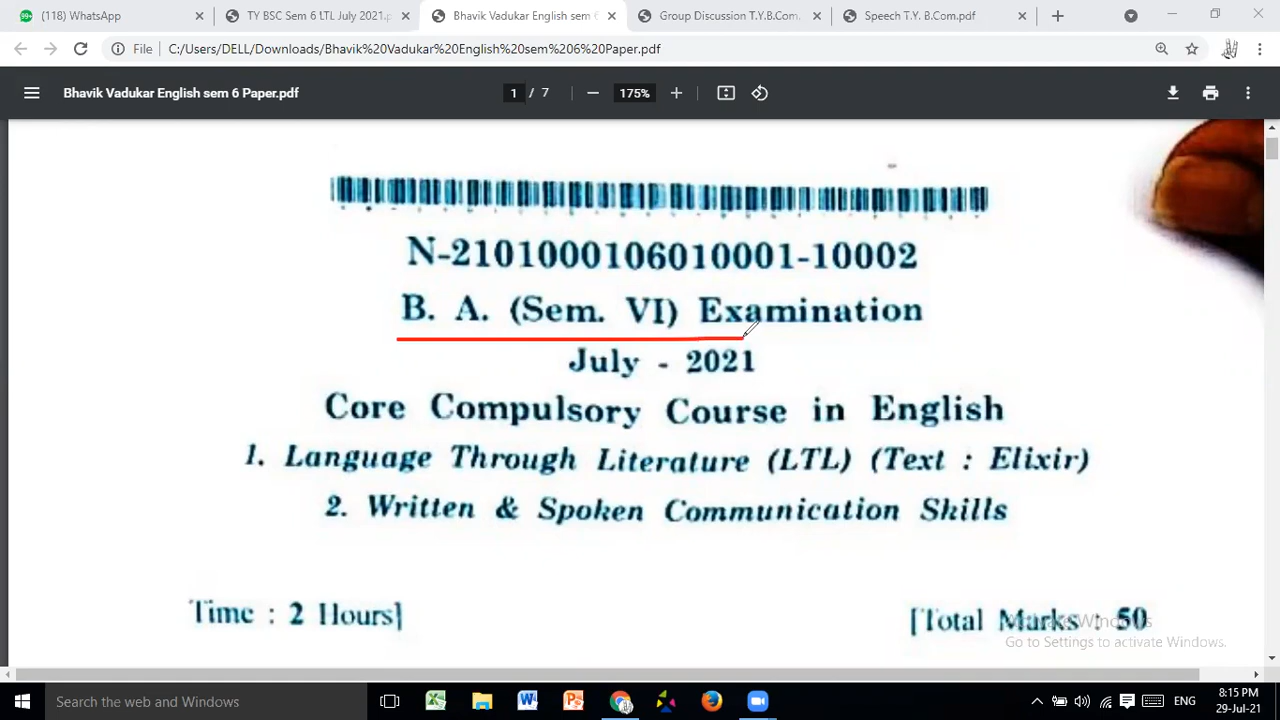 (118) WhatsApp
TY BSC Sem 6 LTL July 2021.p
Bhavik Vadukar English sem 6
Group Discussion T.Y.B.Com.
Speech T.Y. B.Com.pdf
File
C:/Users/DELL/Downloads/Bhavik%20Vadukar%20English%20sem%206%20Paper.pdf
Bhavik Vadukar English sem 6 Paper.pdf
1 / 7
175%
N-2101000106010001-10002
B. A. (Sem. VI) Examination
July - 2021
Core Compulsory Course in English
1. Language Through Literature (LTL) (Text : Elixir)
2. Written & Spoken Communication Skills
Time : 2 Hours]
[Total Marks : 50
Activate Windows
Go to Settings to activate Windows.
Search the web and Windows
ENG
8:15 PM
29-Jul-21